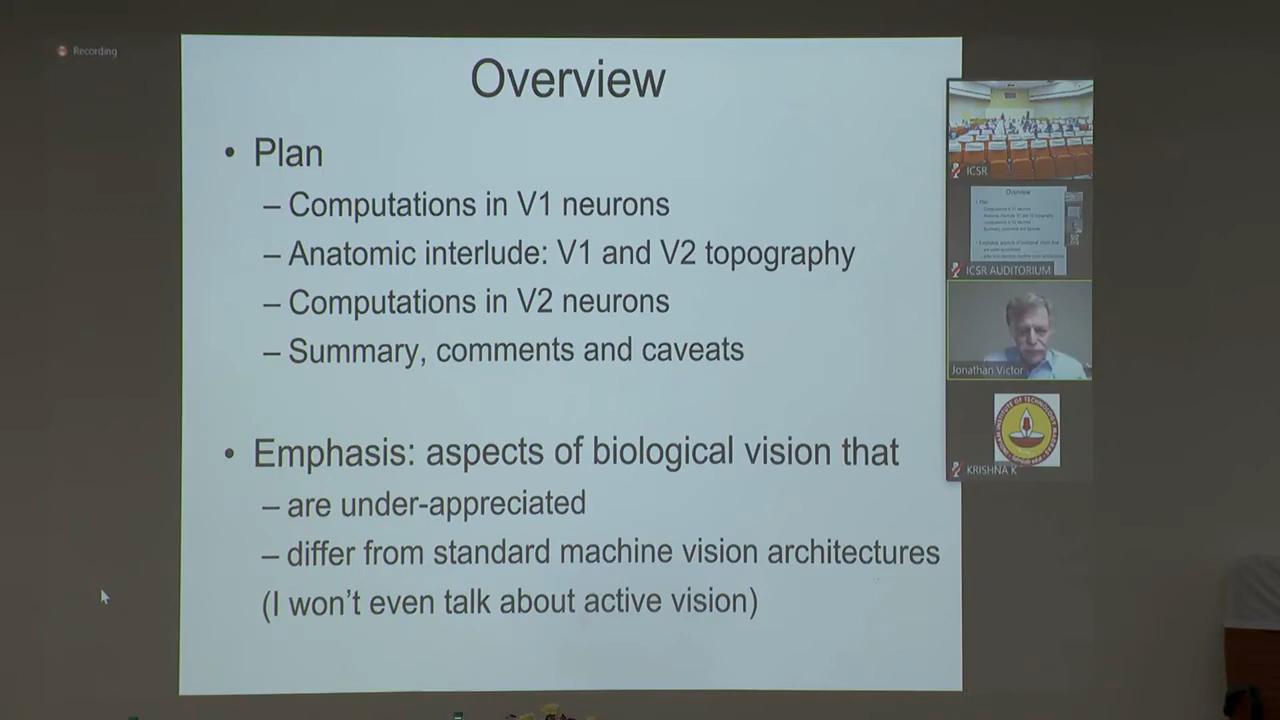 Recording
Overview
• Plan
– Computations in V1 neurons
– Anatomic interlude: V1 and V2 topography
– Computations in V2 neurons
– Summary, comments and caveats
• Emphasis: aspects of biological vision that
– are under-appreciated
– differ from standard machine vision architectures
(I won't even talk about active vision)
ICSR
Overview
ICSR AUDITORIUM
Jonathan Victor
KRISHNA K